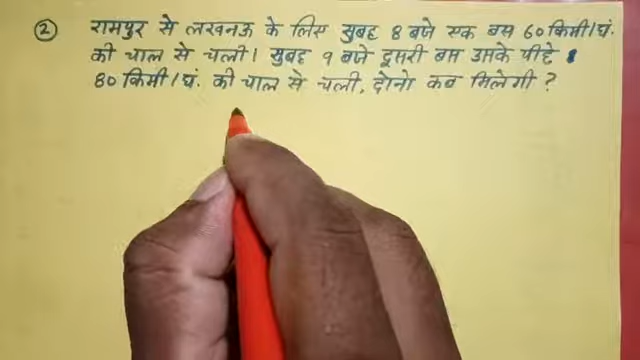 ② रामपुर से लखनऊ के लिए सुबह 8 बजे एक बस 60 किमी/घं.
की चाल से चली। सुबह 9 बजे दूसरी बस उसके पीछे
80 किमी/घं. की चाल से चली, दोनो कब मिलेगी ?